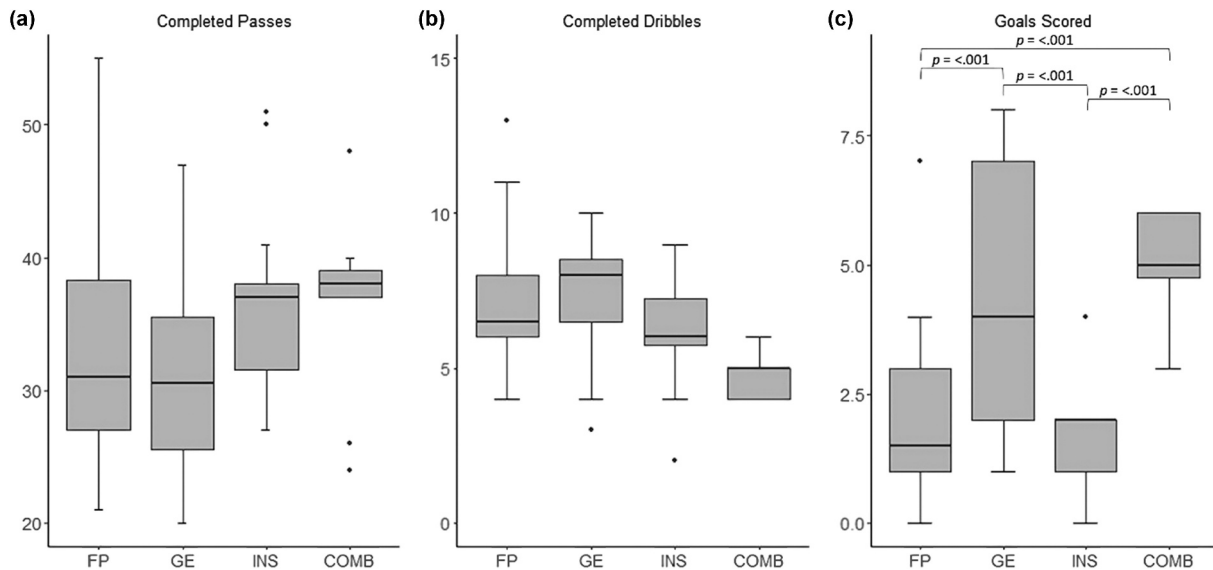 (a)
Completed Passes
50
40
30
20
FP GE INS COMB
(b)
Completed Dribbles
15
10
5
0
FP GE INS COMB
(c)
Goals Scored
p = <.001
p = <.001
p = <.001
p = <.001
7.5
5.0
2.5
0.0
FP GE INS COMB